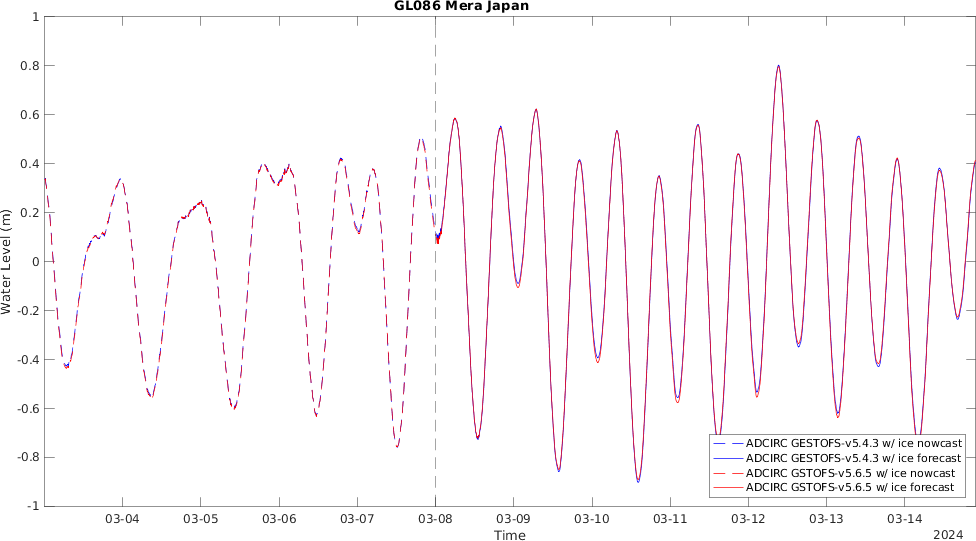 GL086 Mera Japan
Water Level (m)
1
0.8
0.6
0.4
0.2
0
-0.2
-0.4
-0.6
-0.8
-1
ADCIRC GESTOFS-v5.4.3 w/ ice nowcast
ADCIRC GESTOFS-v5.4.3 w/ ice forecast
ADCIRC GSTOFS-v5.6.5 w/ ice nowcast
ADCIRC GSTOFS-v5.6.5 w/ ice forecast
03-04 03-05 03-06 03-07 03-08 03-09 03-10 03-11 03-12 03-13 03-14
Time
2024